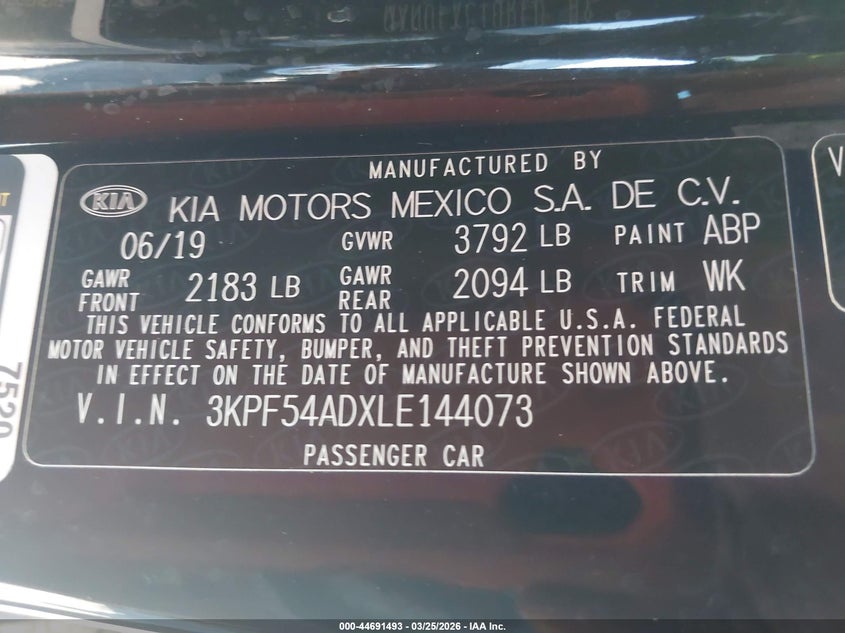 MANUFACTURED BY
KIA KIA MOTORS MEXICO S.A. DE C.V.
06/19 GVWR 3792 LB PAINT ABP
GAWR FRONT 2183 LB GAWR REAR 2094 LB TRIM WK
THIS VEHICLE CONFORMS TO ALL APPLICABLE U.S.A. FEDERAL
MOTOR VEHICLE SAFETY, BUMPER, AND THEFT PREVENTION STANDARDS
IN EFFECT ON THE DATE OF MANUFACTURE SHOWN ABOVE.
V.I.N. 3KPF54ADXLE144073
PASSENGER CAR
7520
000-44691493 - 03/25/2026 - IAA Inc.